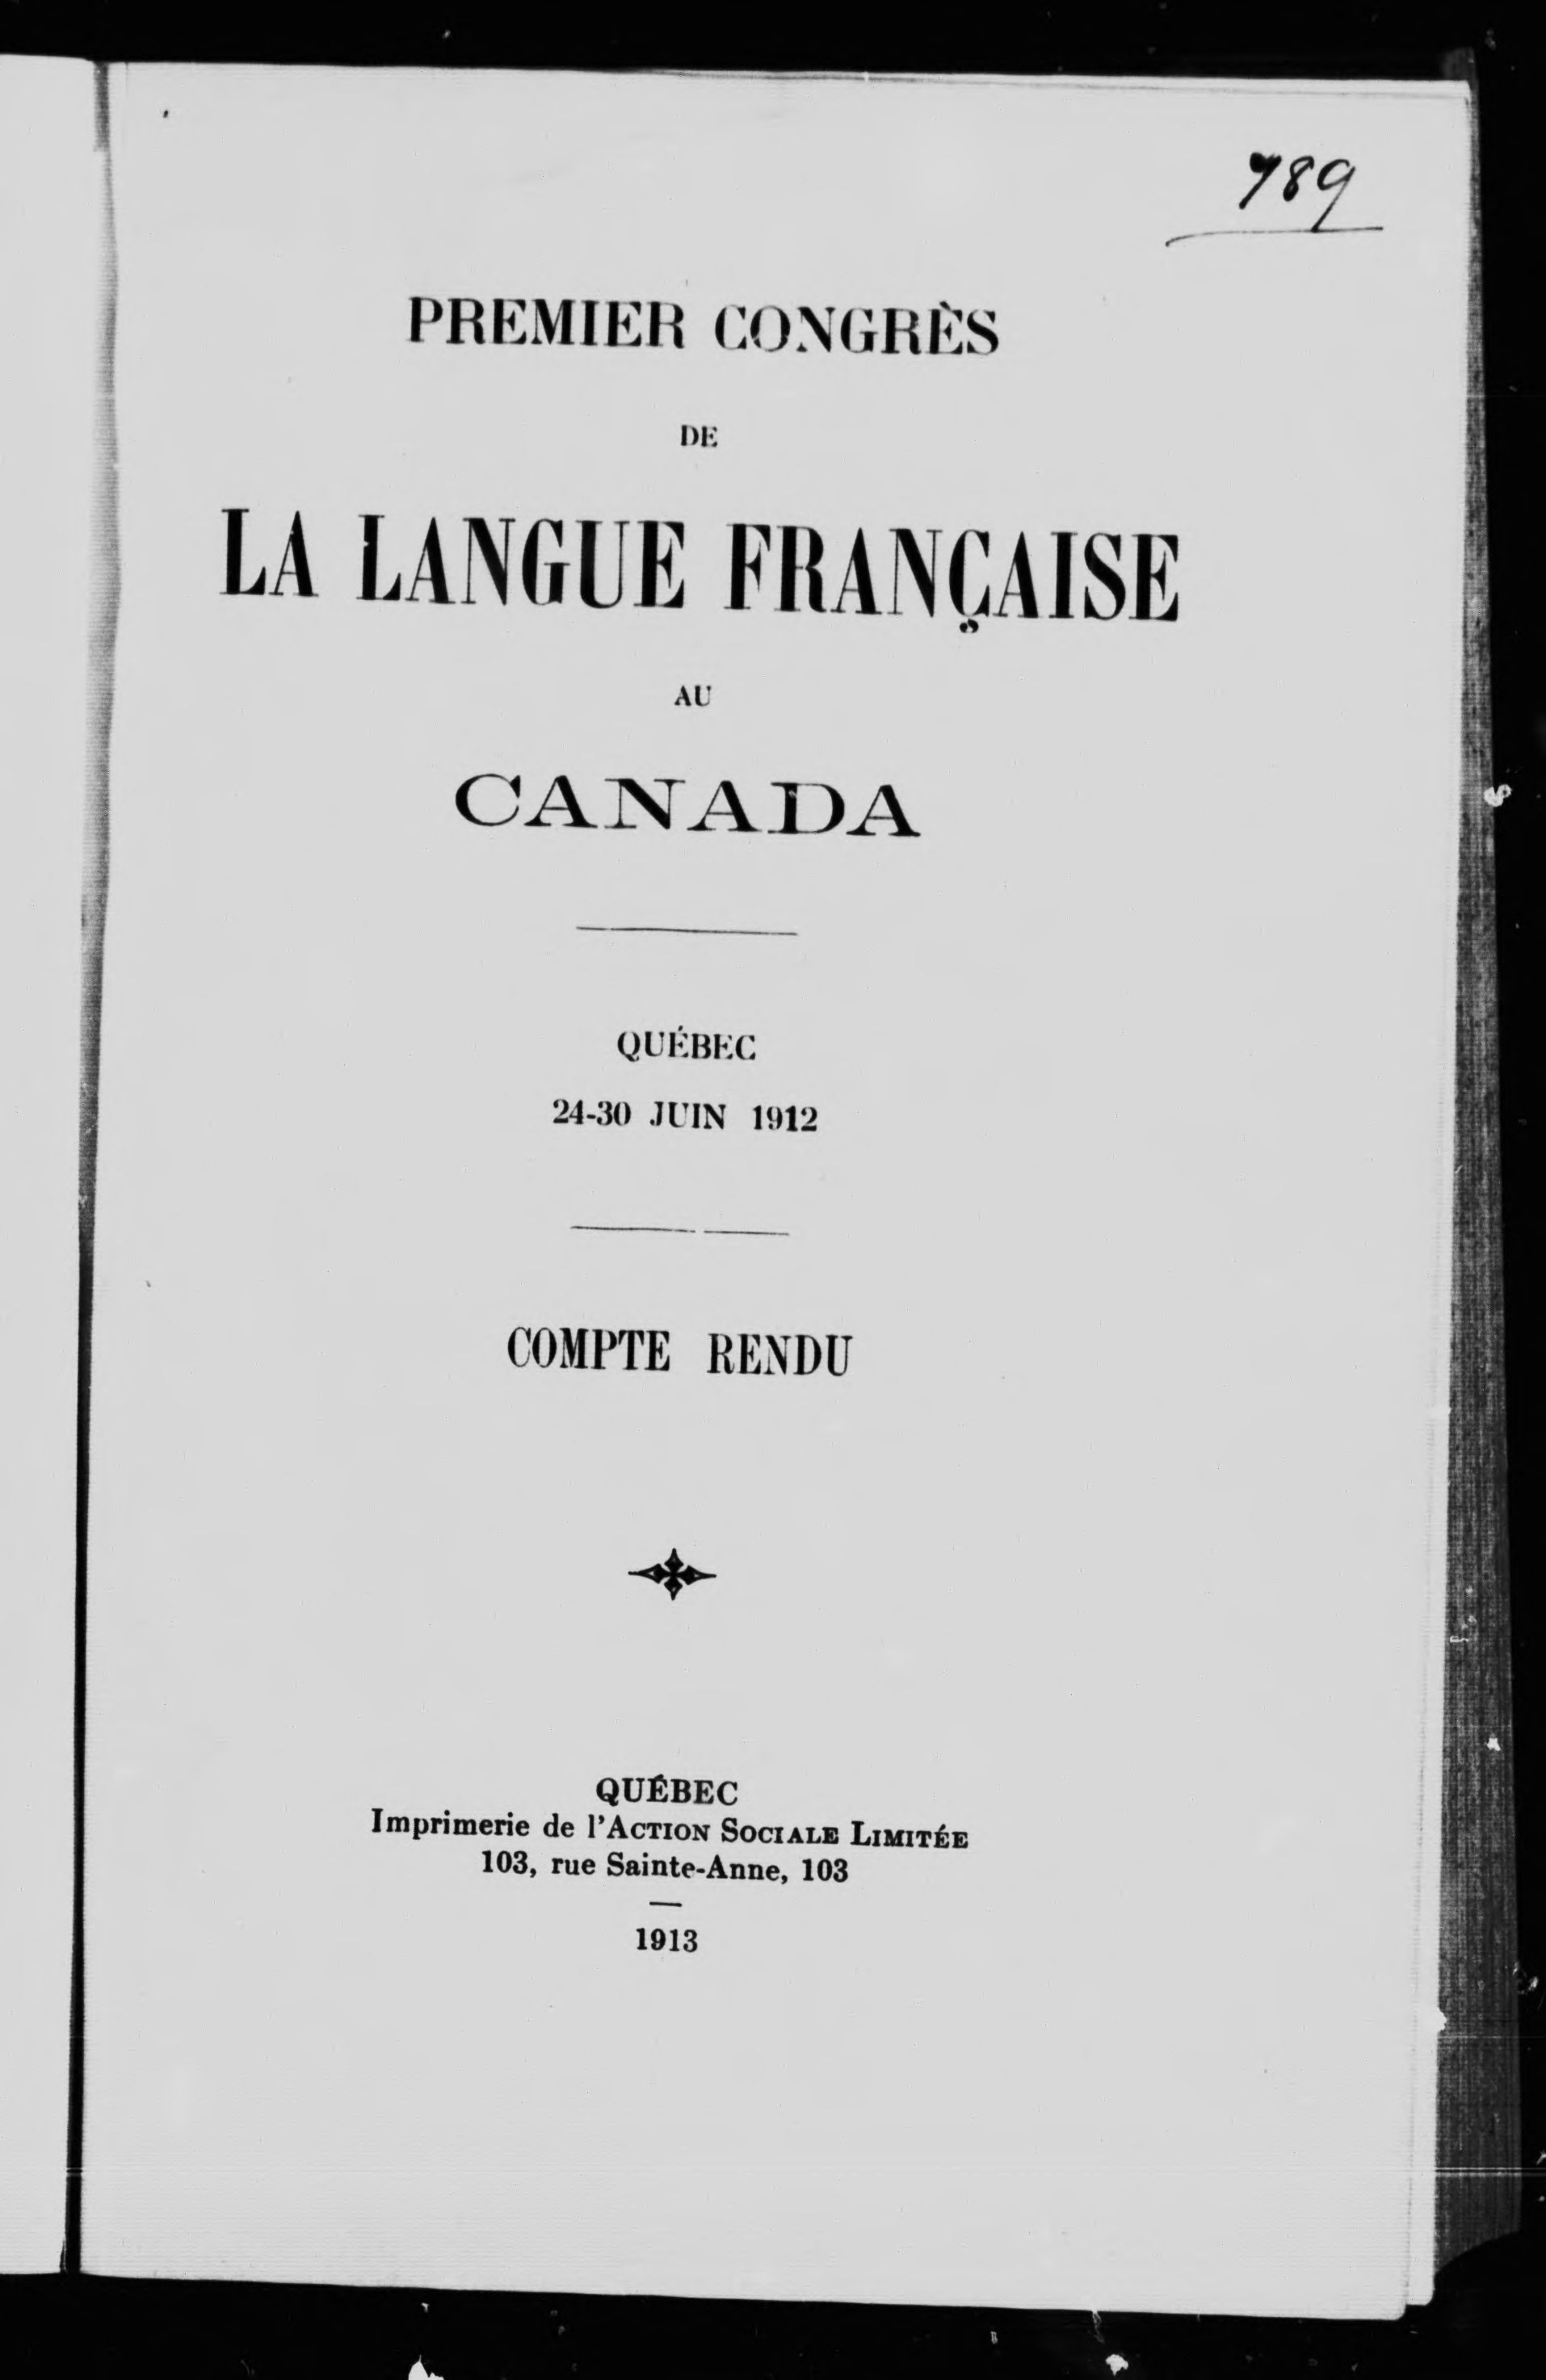 789
PREMIER CONGRÈS
DE
LA LANGUE FRANÇAISE
AU
CANADA
QUÉBEC
24-30 JUIN 1912
COMPTE RENDU
QUÉBEC
Imprimerie de l'ACTION SOCIALE LIMITÉE
103, rue Sainte-Anne, 103
1913